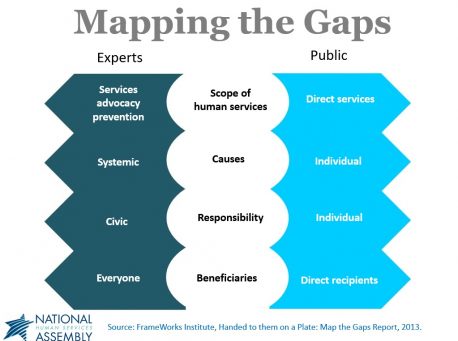 Mapping the Gaps
Experts
Public
Services
advocacy
prevention
Scope of
human services
Direct services
Systemic
Causes
Individual
Civic
Responsibility
Individual
Everyone
Beneficiaries
Direct recipients
NATIONAL
HUMAN SERVICES
ASSEMBLY
Source: FrameWorks Institute, Handed to them on a Plate: Map the Gaps Report, 2013.